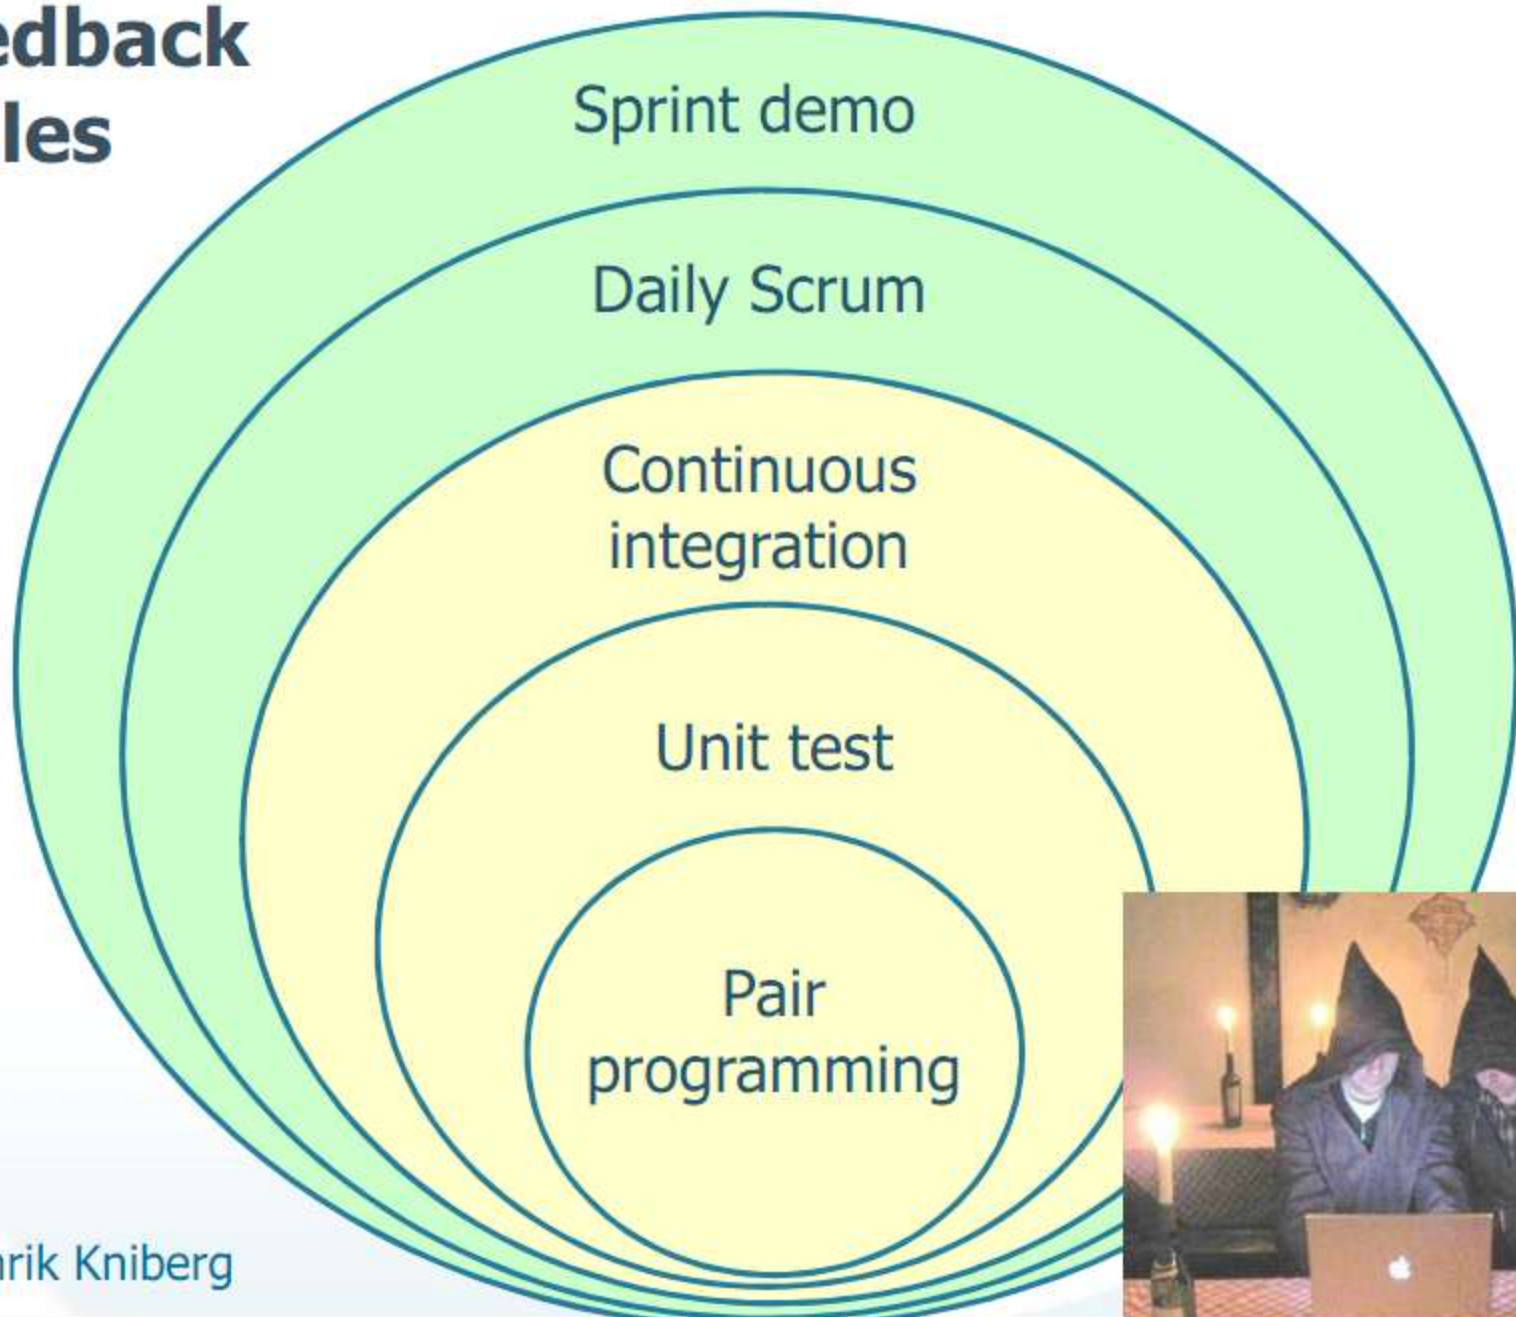 edback
les
Sprint demo
Daily Scrum
Continuous
integration
Unit test
Pair
programming
rik Kniberg